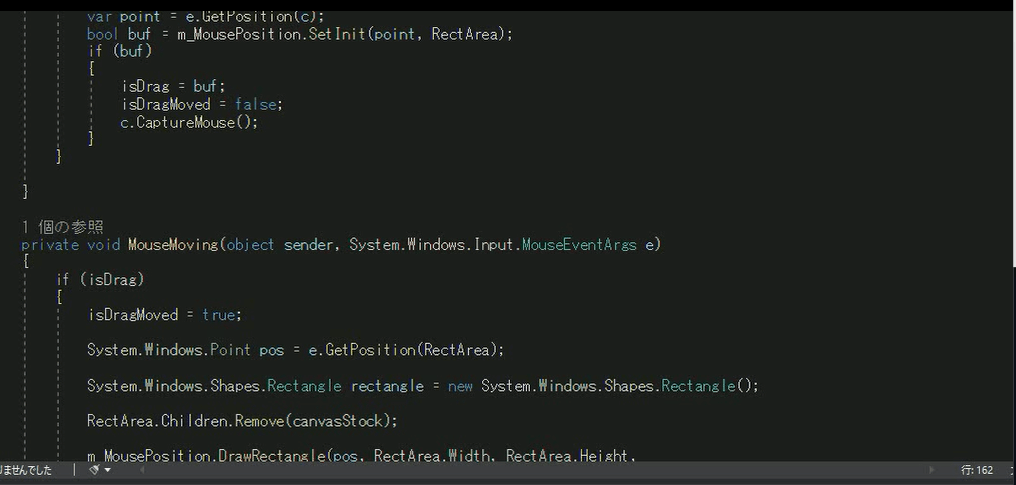 var point = e.GetPosition(c);
bool buf = m_MousePosition.SetInit(point, RectArea);
if (buf)
{
isDrag = buf;
isDragMoved = false;
c.CaptureMouse();
}
}
}
1 個の参照
private void MouseMoving(object sender, System.Windows.Input.MouseEventArgs e)
{
if (isDrag)
{
isDragMoved = true;
System.Windows.Point pos = e.GetPosition(RectArea);
System.Windows.Shapes.Rectangle rectangle = new System.Windows.Shapes.Rectangle();
RectArea.Children.Remove(canvasStock);
m_MousePosition.DrawRectangle(pos, RectArea.Width, RectArea.Height,
りませんでした
行: 162